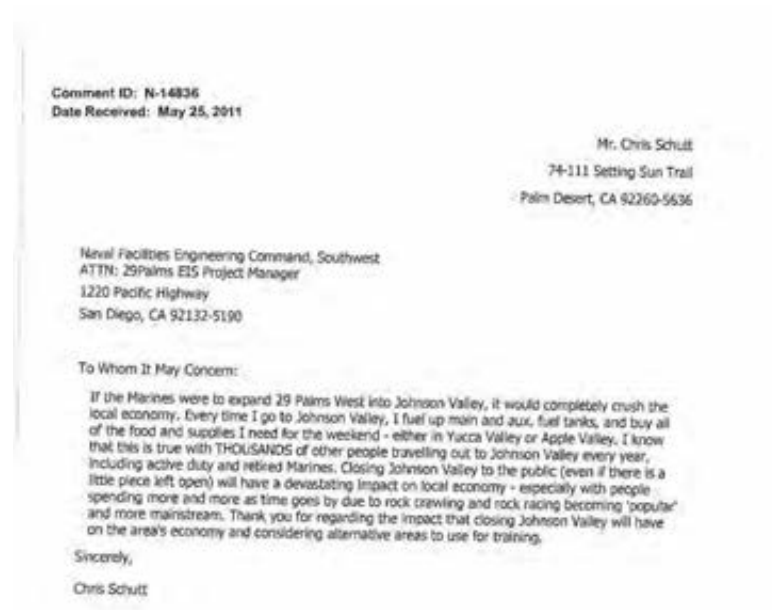 Comment ID: N-14836
Date Received: May 25, 2011
Mr. Chris Schutt
74-111 Setting Sun Trail
Palm Desert, CA 92260-5636
Naval Facilities Engineering Command, Southwest
ATTN: 29Palms EIS Project Manager
1220 Pacific Highway
San Diego, CA 92132-5190
To Whom It May Concern:
If the Marines were to expand 29 Palms West into Johnson Valley, it would completely crush the
local economy. Every time I go to Johnson Valley, I fuel up main and aux. fuel tanks, and buy all
of the food and supplies I need for the weekend - either in Yucca Valley or Apple Valley. I know
that this is true with THOUSANDS of other people travelling out to Johnson Valley every year,
including active duty and retired Marines. Closing Johnson Valley to the public (even if there is a
little piece left open) will have a devastating impact on local economy - especially with people
spending more and more as time goes by due to rock crawling and rock racing becoming 'popular'
and more mainstream. Thank you for regarding the impact that closing Johnson Valley will have
on the area's economy and considering alternative areas to use for training.
Sincerely,
Chris Schutt